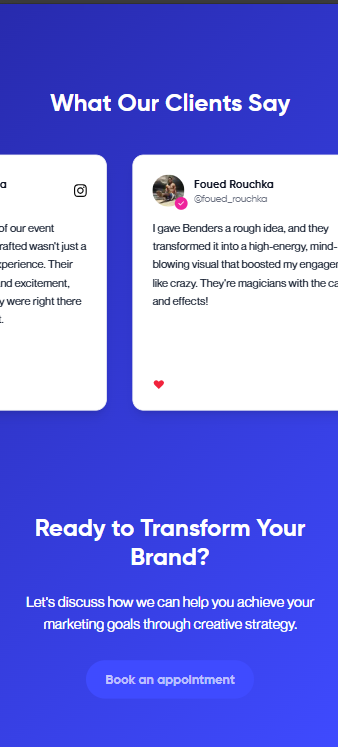 What Our Clients Say
a
of our event
rafted wasn't just a
xperience. Their
nd excitement,
y were right there
t.
Foued Rouchka
@foued_rouchka
I gave Benders a rough idea, and they
transformed it into a high-energy, mind-
blowing visual that boosted my engagem
like crazy. They're magicians with the ca
and effects!
Ready to Transform Your
Brand?
Let's discuss how we can help you achieve your
marketing goals through creative strategy.
Book an appointment